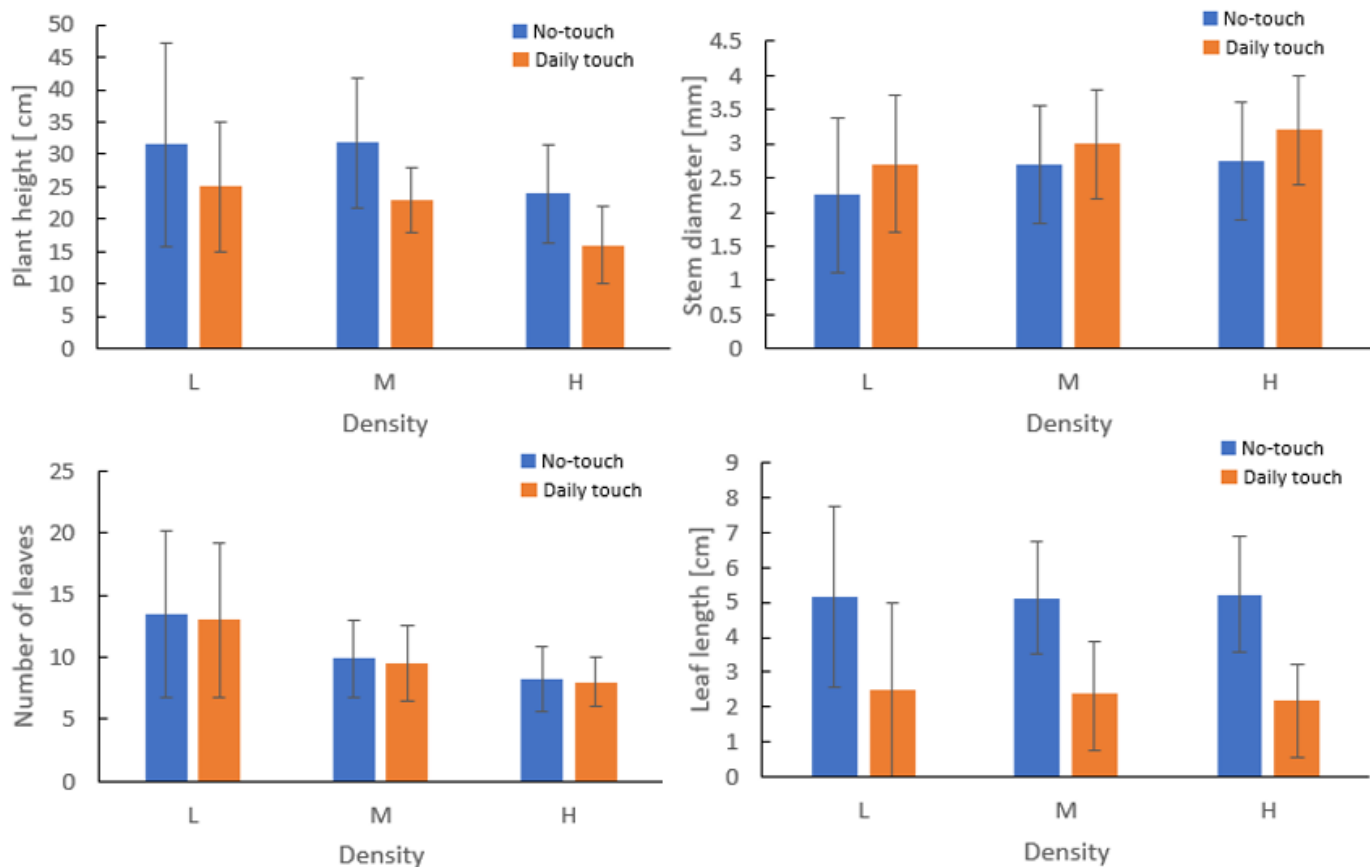 No-touch
Daily touch
Plant height [ cm]
50
45
40
35
30
25
20
15
10
5
0
L M H
Density
No-touch
Daily touch
Stem diameter [mm]
4.5
4
3.5
3
2.5
2
1.5
1
0.5
0
L M H
Density
No-touch
Daily touch
Number of leaves
25
20
15
10
5
0
L M H
Density
No-touch
Daily touch
Leaf length [cm]
9
8
7
6
5
4
3
2
1
0
L M H
Density